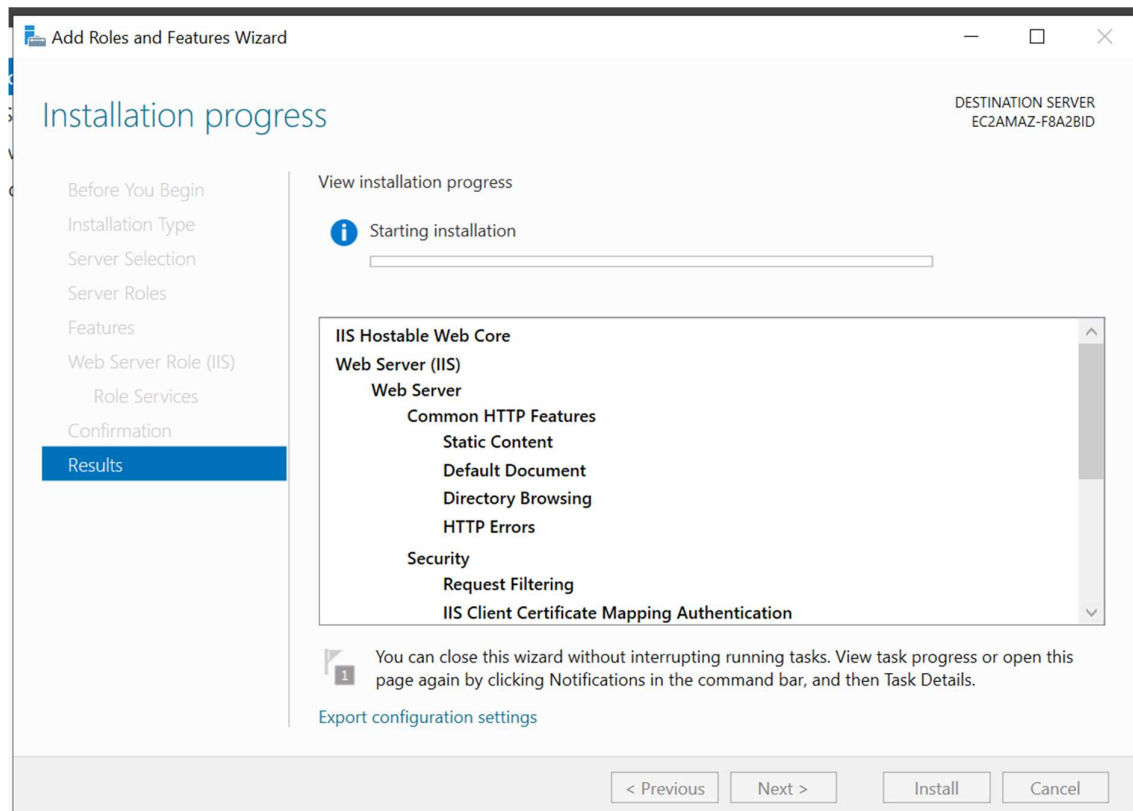 Add Roles and Features Wizard
Installation progress
DESTINATION SERVER
EC2AMAZ-F8A2BID
Before You Begin
Installation Type
Server Selection
Server Roles
Features
Web Server Role (IIS)
Role Services
Confirmation
Results
View installation progress
Starting installation
IIS Hostable Web Core
Web Server (IIS)
Web Server
Common HTTP Features
Static Content
Default Document
Directory Browsing
HTTP Errors
Security
Request Filtering
IIS Client Certificate Mapping Authentication
1
You can close this wizard without interrupting running tasks. View task progress or open this
page again by clicking Notifications in the command bar, and then Task Details.
Export configuration settings
< Previous
Next >
Install
Cancel